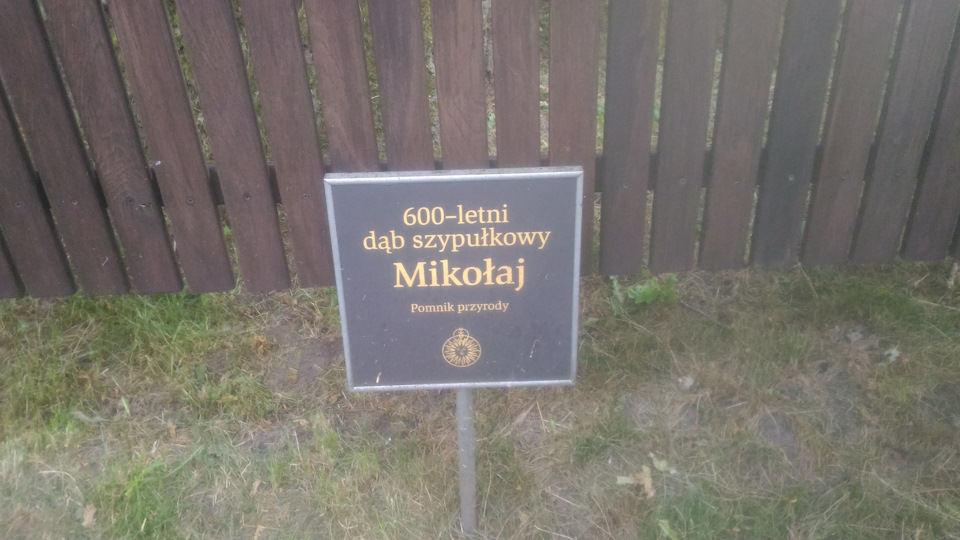 600-letni
dąb szypułkowy
Mikołaj
Pomnik przyrody